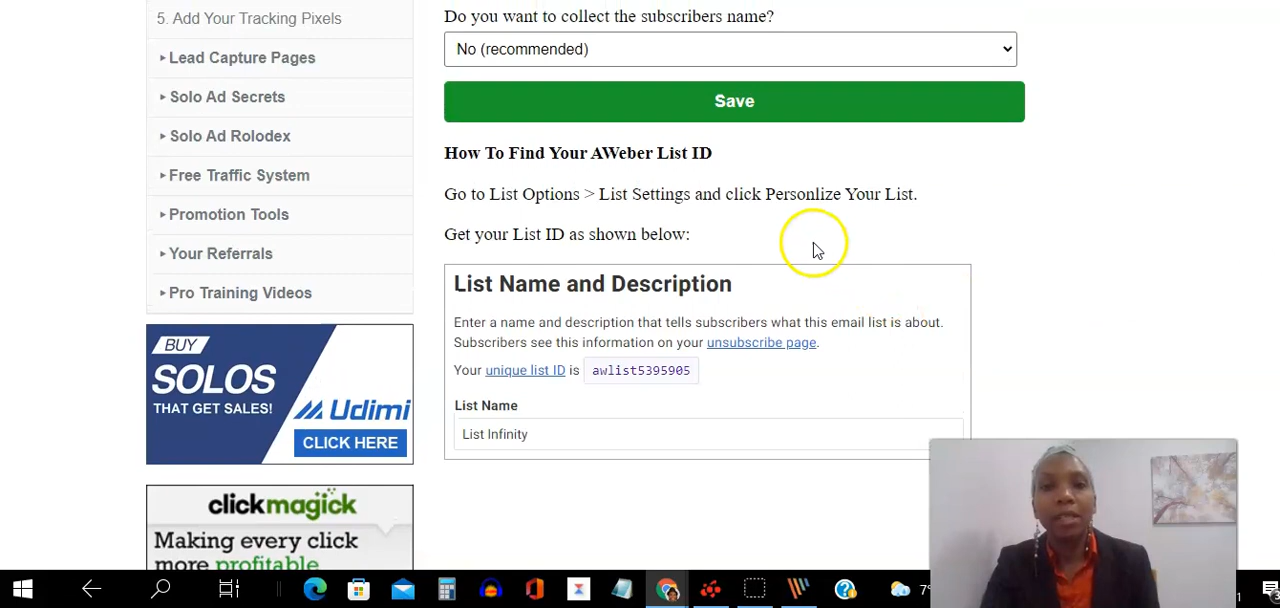 5. Add Your Tracking Pixels
Lead Capture Pages
Solo Ad Secrets
Solo Ad Rolodex
Free Traffic System
Promotion Tools
Your Referrals
Pro Training Videos
BUY
SOLOS
THAT GET SALES!
Udimi
CLICK HERE
clickmagick
Making every click
more profitable
Do you want to collect the subscribers name?
No (recommended)
Save
How To Find Your AWeber List ID
Go to List Options > List Settings and click Personlize Your List.
Get your List ID as shown below:
List Name and Description
Enter a name and description that tells subscribers what this email list is about.
Subscribers see this information on your unsubscribe page.
Your unique list ID is awlist5395905
List Name
List Infinity
7°